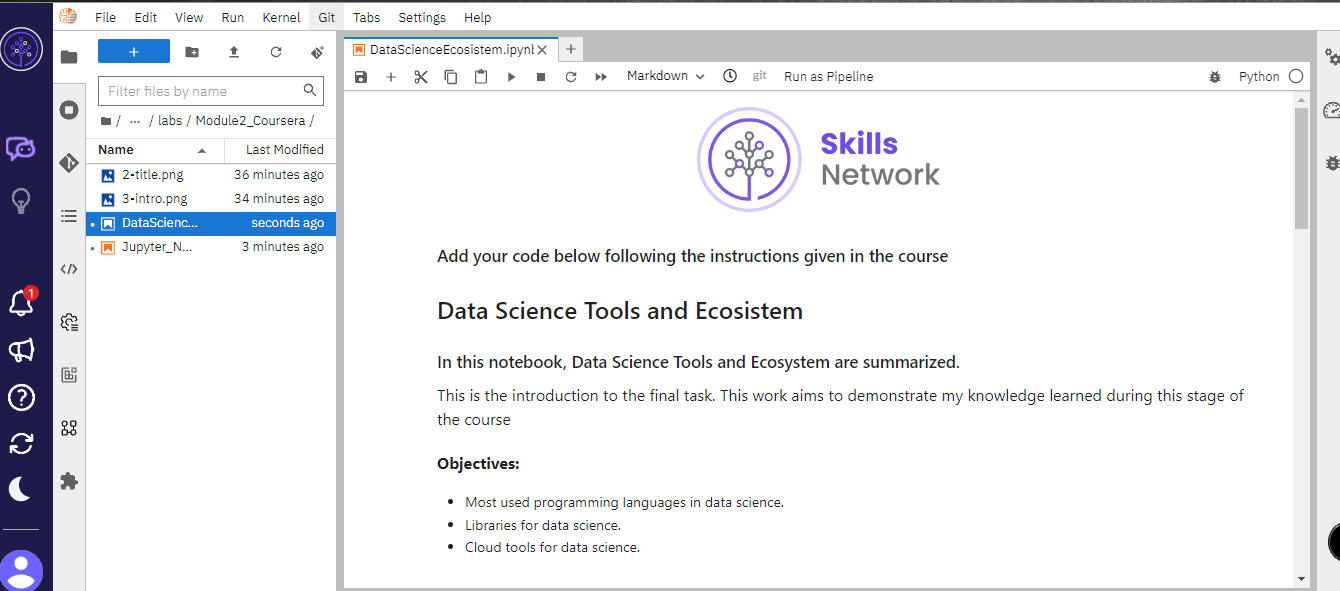 File Edit View Run Kernel Git Tabs Settings Help
DataScienceEcosistem.ipynl
Markdown
git
Run as Pipeline
Python
Filter files by name
/ ... / labs / Module2_Coursera /
Name Last Modified
2-title.png 36 minutes ago
3-intro.png 34 minutes ago
DataScienc... seconds ago
Jupyter_N... 3 minutes ago
1
Skills
Network
Add your code below following the instructions given in the course
Data Science Tools and Ecosistem
In this notebook, Data Science Tools and Ecosystem are summarized.
This is the introduction to the final task. This work aims to demonstrate my knowledge learned during this stage of
the course
Objectives:
• Most used programming languages in data science.
• Libraries for data science.
• Cloud tools for data science.